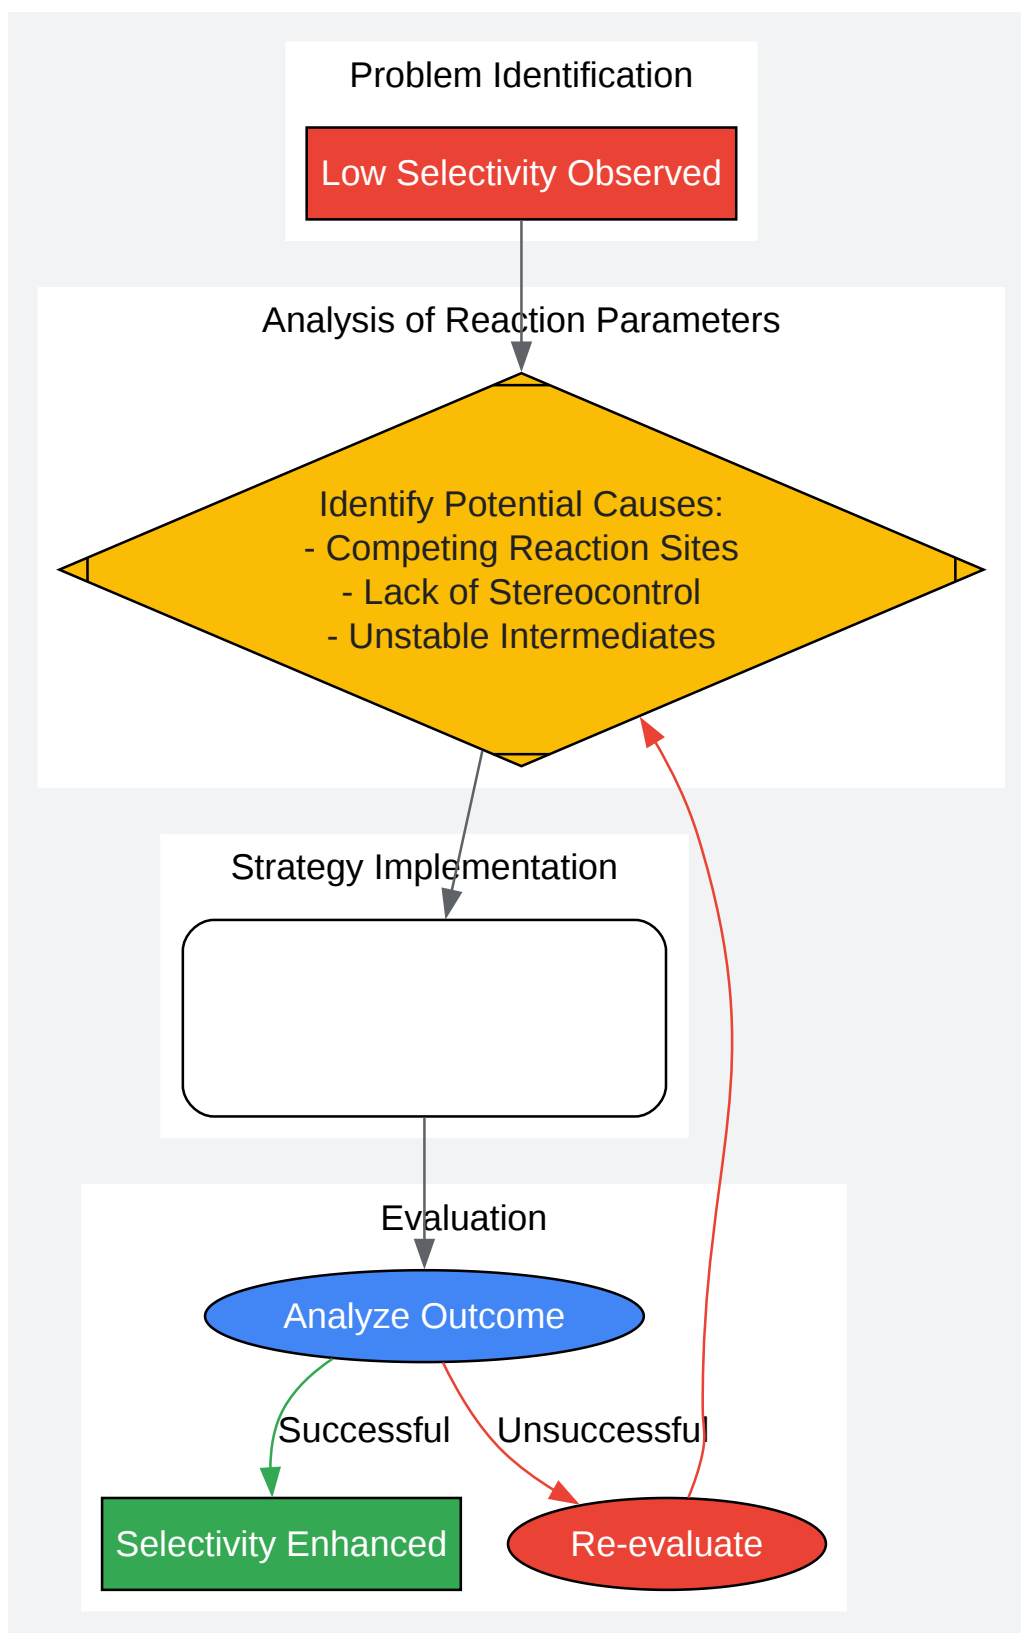 Problem Identification
Low Selectivity Observed
Analysis of Reaction Parameters
Identify Potential Causes:
- Competing Reaction Sites
- Lack of Stereocontrol
- Unstable Intermediates
Strategy Implementation
Evaluation
Analyze Outcome
Successful
Unsuccessful
Selectivity Enhanced
Re-evaluate